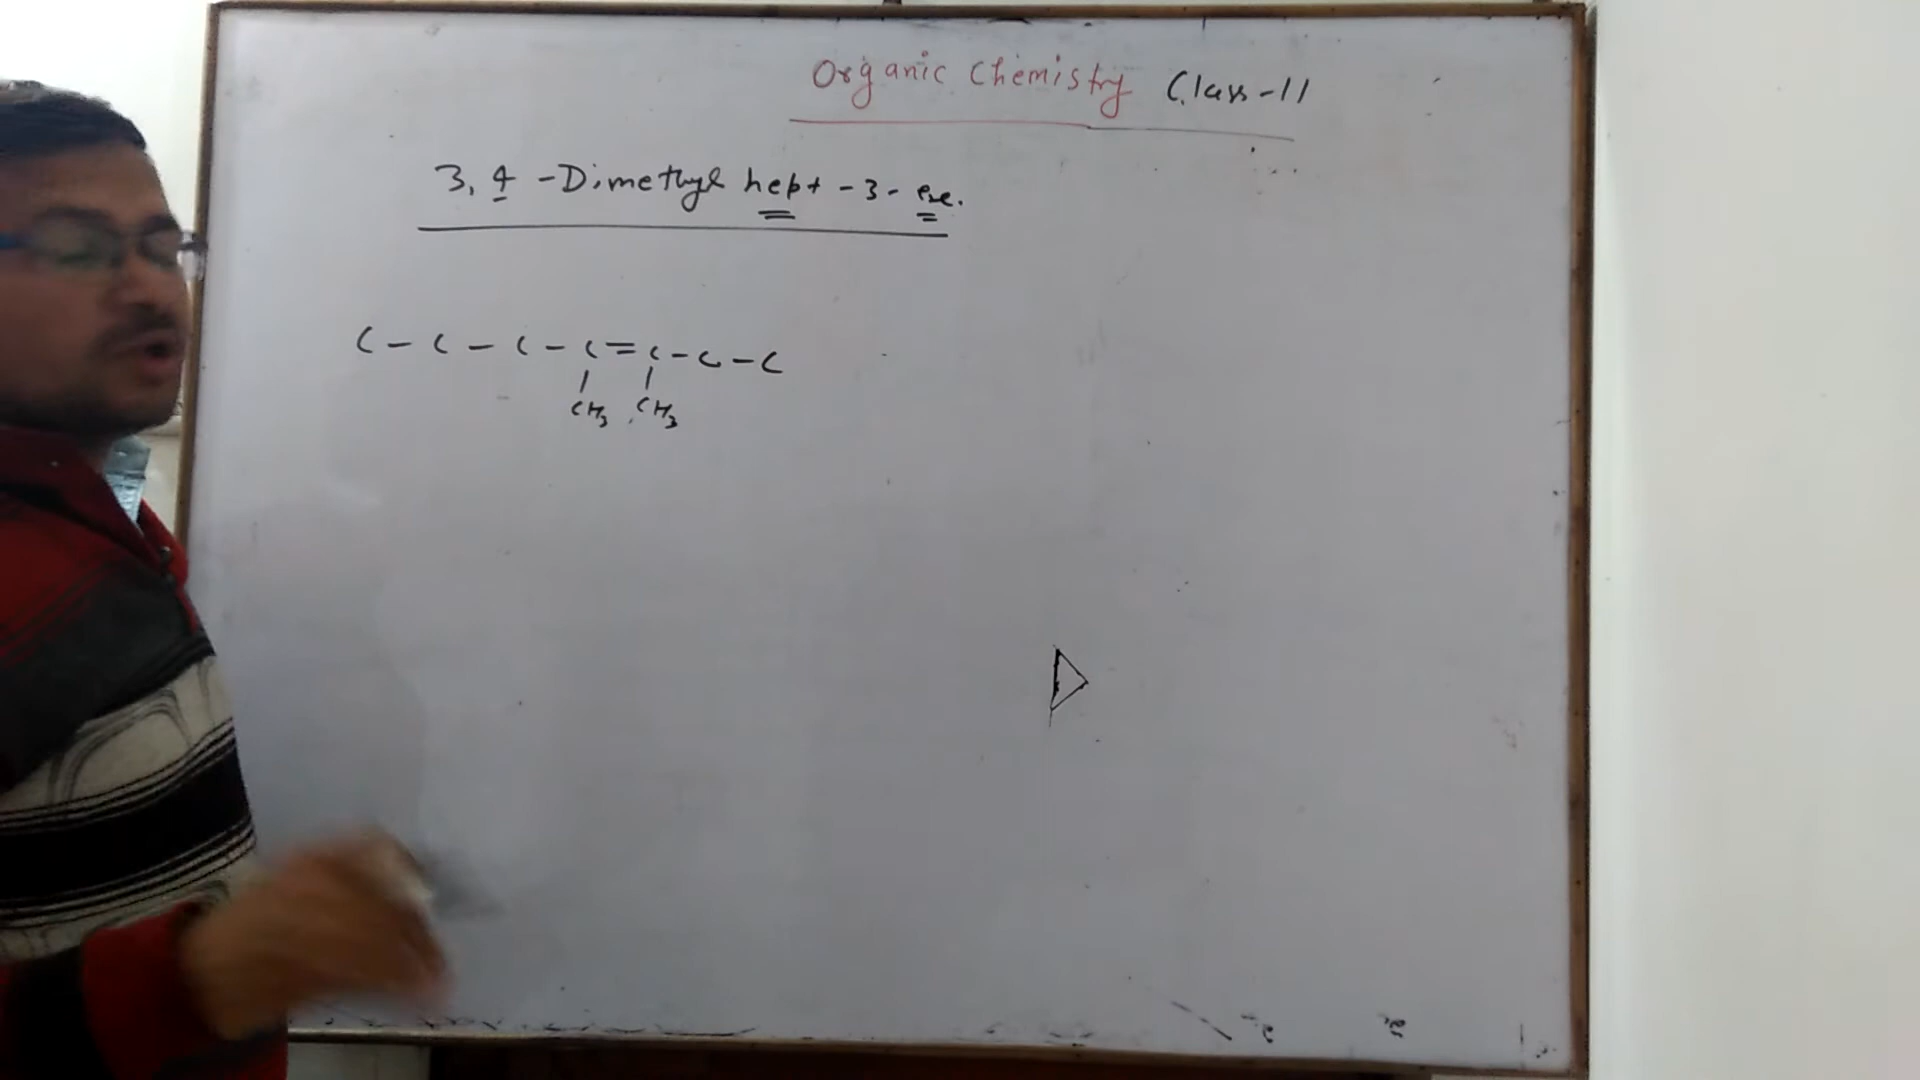 Organic Chemistry Class-11
3, 4 -Dimethyl hept -3- ene.
C - C - C - C = C - C - C
CH3 CH3